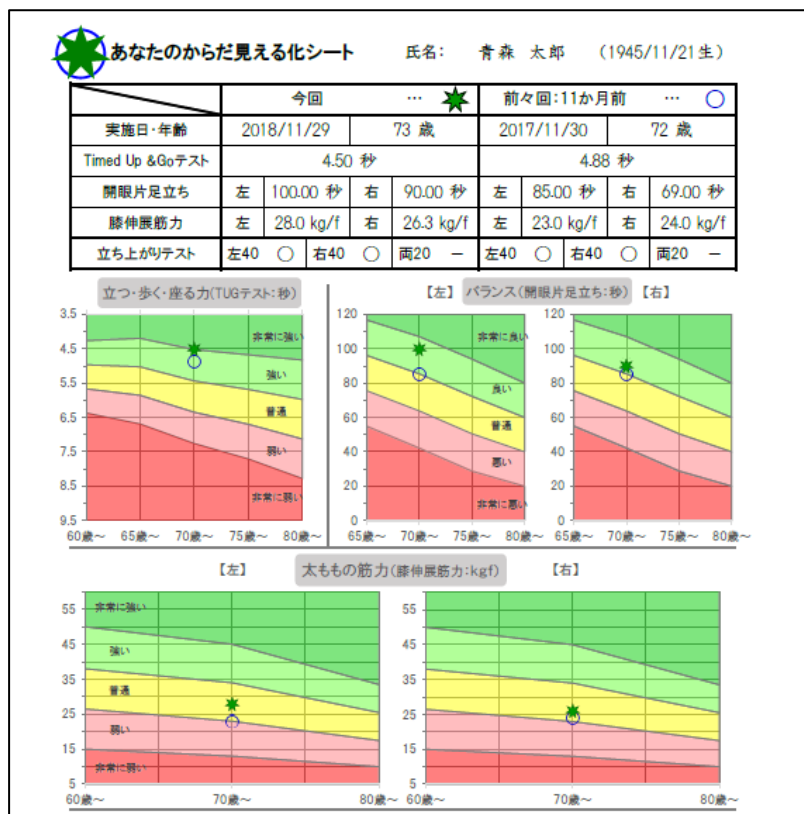 あなたのからだ見える化シート 氏名: 青森 太郎 (1945/11/21生)
今回 … 前々回:11か月前 … ○
実施日・年齢 2018/11/29 73 歳 2017/11/30 72 歳
Timed Up &Goテスト 4.50 秒 4.88 秒
開眼片足立ち 左 100.00 秒 右 90.00 秒 左 85.00 秒 右 69.00 秒
膝伸展筋力 左 28.0 kg/f 右 26.3 kg/f 左 23.0 kg/f 右 24.0 kg/f
立ち上がりテスト 左40 ○ 右40 ○ 両20 － 左40 ○ 右40 ○ 両20 －
立つ・歩く・座る力(TUGテスト:秒)
3.5
4.5
5.5
6.5
7.5
8.5
9.5
非常に強い
強い
普通
弱い
非常に弱い
60歳～ 65歳～ 70歳～ 75歳～ 80歳～
【左】 バランス(開眼片足立ち:秒) 【右】
120
100
80
60
40
20
0
非常に良い
良い
普通
悪い
非常に悪い
65歳～ 70歳～ 75歳～ 80歳～
120
100
80
60
40
20
0
65歳～ 70歳～ 75歳～ 80歳～
【左】 太ももの筋力(膝伸展筋力:kgf) 【右】
55
45
35
25
15
5
非常に強い
強い
普通
弱い
非常に弱い
60歳～ 70歳～ 80歳～
55
45
35
25
15
5
60歳～ 70歳～ 80歳～